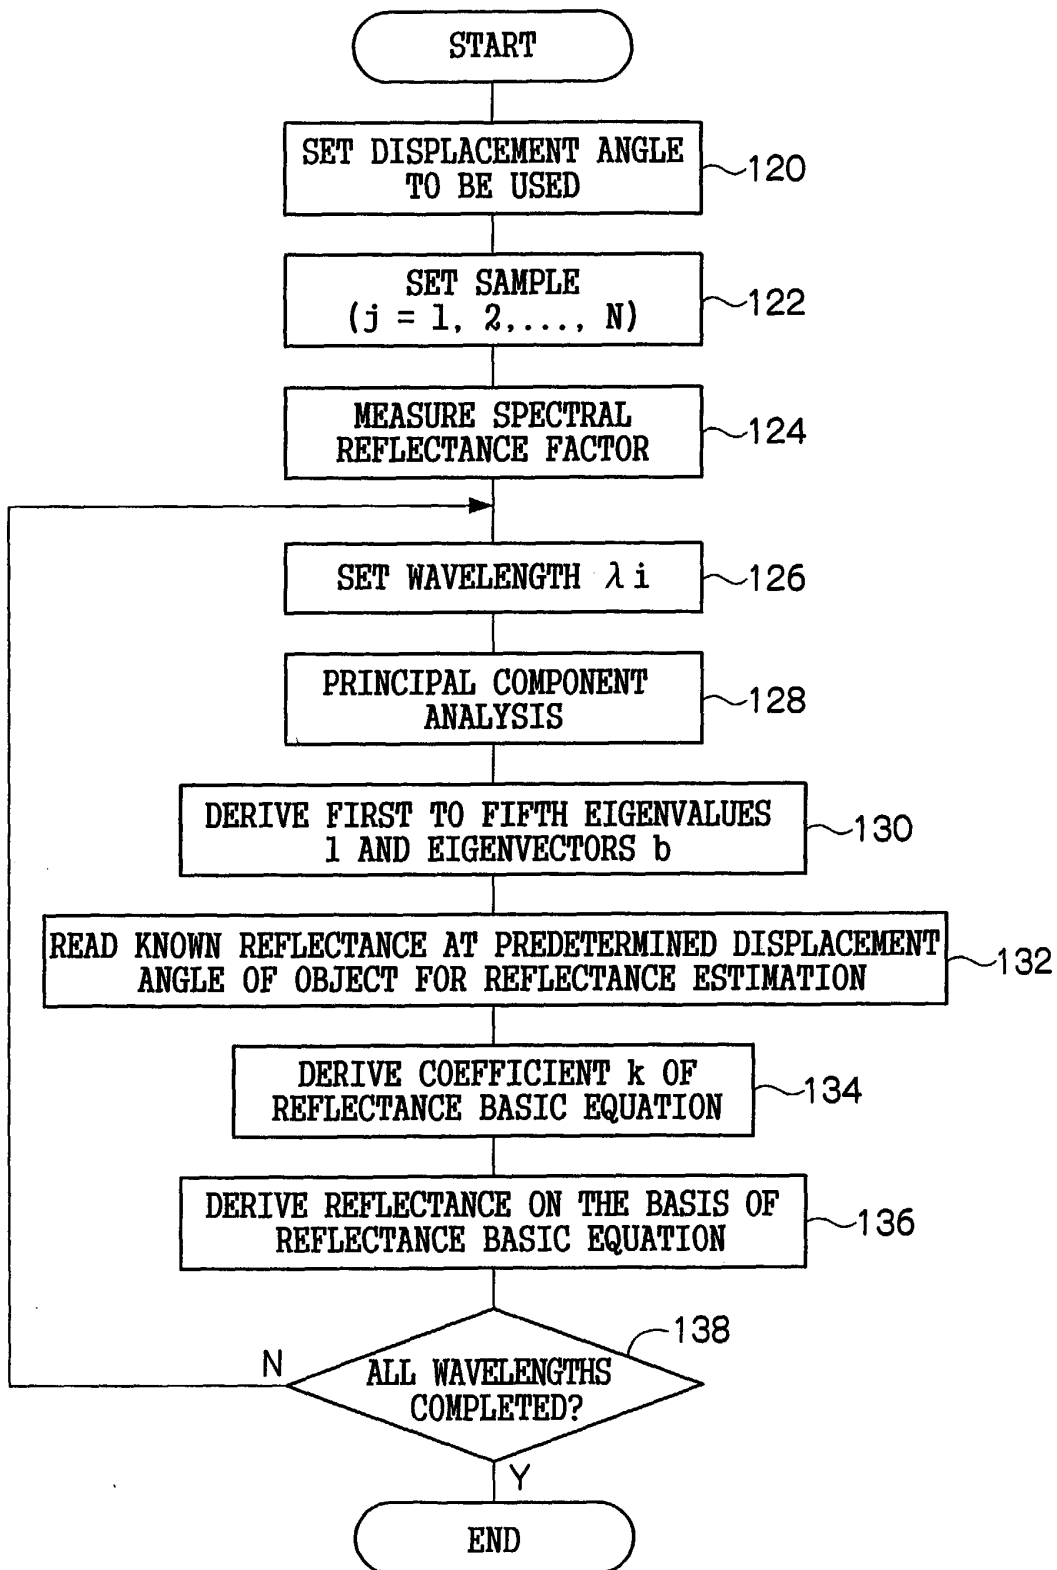 START
SET DISPLACEMENT ANGLE
TO BE USED
120
SET SAMPLE
(j = 1, 2,..., N)
122
MEASURE SPECTRAL
REFLECTANCE FACTOR
124
SET WAVELENGTH λi
126
PRINCIPAL COMPONENT
ANALYSIS
128
DERIVE FIRST TO FIFTH EIGENVALUES
l AND EIGENVECTORS b
130
READ KNOWN REFLECTANCE AT PREDETERMINED DISPLACEMENT
ANGLE OF OBJECT FOR REFLECTANCE ESTIMATION
132
DERIVE COEFFICIENT k OF
REFLECTANCE BASIC EQUATION
134
DERIVE REFLECTANCE ON THE BASIS OF
REFLECTANCE BASIC EQUATION
136
138
N
ALL WAVELENGTHS
COMPLETED?
Y
END